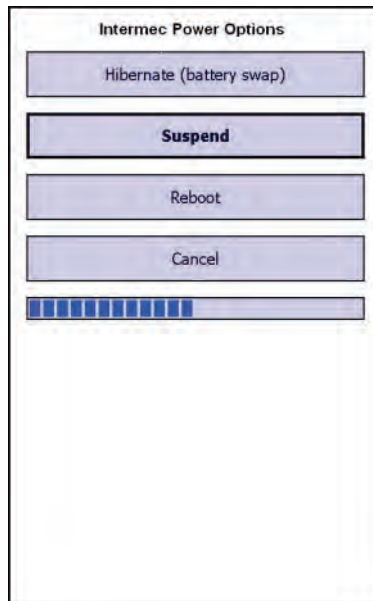 Intermec Power Options
Hibernate (battery swap)
Suspend
Reboot
Cancel